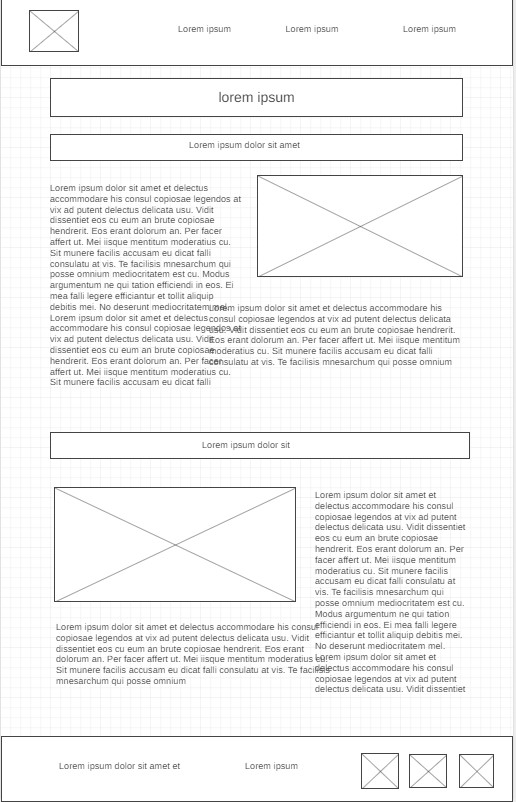 Lorem ipsum
Lorem ipsum
Lorem ipsum
lorem ipsum
Lorem ipsum dolor sit amet
Lorem ipsum dolor sit amet et delectus
accommodare his consul copiosae legendos at
vix ad putent delectus delicata usu. Vidit
dissentiet eos cu eum an brute copiosae
hendrerit. Eos erant dolorum an. Per facer
affert ut. Mei iisque mentitum moderatius cu.
Sit munere facilis accusam eu dicat falli
consulatu at vis. Te facilisis mnesarchum qui
posse omnium mediocritatem est cu. Modus
argumentum ne qui tation efficiendi in eos. Ei
mea falli legere efficiantur et tollit aliquip
debitis mei. No deserunt mediocritatem mel.
Lorem ipsum dolor sit amet et delectus
accommodare his consul copiosae legendos at
vix ad putent delectus delicata usu. Vidit
dissentiet eos cu eum an brute copiosae
hendrerit. Eos erant dolorum an. Per facer
affert ut. Mei iisque mentitum moderatius cu.
Sit munere facilis accusam eu dicat falli
Lorem ipsum dolor sit amet et delectus accommodare his
consul copiosae legendos at vix ad putent delectus delicata
usu. Vidit dissentiet eos cu eum an brute copiosae hendrerit.
Eos erant dolorum an. Per facer affert ut. Mei iisque mentitum
moderatius cu. Sit munere facilis accusam eu dicat falli
consulatu at vis. Te facilisis mnesarchum qui posse omnium
Lorem ipsum dolor sit
Lorem ipsum dolor sit amet et delectus accommodare his consul
copiosae legendos at vix ad putent delectus delicata usu. Vidit
dissentiet eos cu eum an brute copiosae hendrerit. Eos erant
dolorum an. Per facer affert ut. Mei iisque mentitum moderatius cu.
Sit munere facilis accusam eu dicat falli consulatu at vis. Te facilisis
mnesarchum qui posse omnium
Lorem ipsum dolor sit amet et
delectus accommodare his consul
copiosae legendos at vix ad putent
delectus delicata usu. Vidit dissentiet
eos cu eum an brute copiosae
hendrerit. Eos erant dolorum an. Per
facer affert ut. Mei iisque mentitum
moderatius cu. Sit munere facilis
accusam eu dicat falli consulatu at
vis. Te facilisis mnesarchum qui
posse omnium mediocritatem est cu.
Modus argumentum ne qui tation
efficiendi in eos. Ei mea falli legere
efficiantur et tollit aliquip debitis mei.
No deserunt mediocritatem mel.
Lorem ipsum dolor sit amet et
delectus accommodare his consul
copiosae legendos at vix ad putent
delectus delicata usu. Vidit dissentiet
Lorem ipsum dolor sit amet et
Lorem ipsum